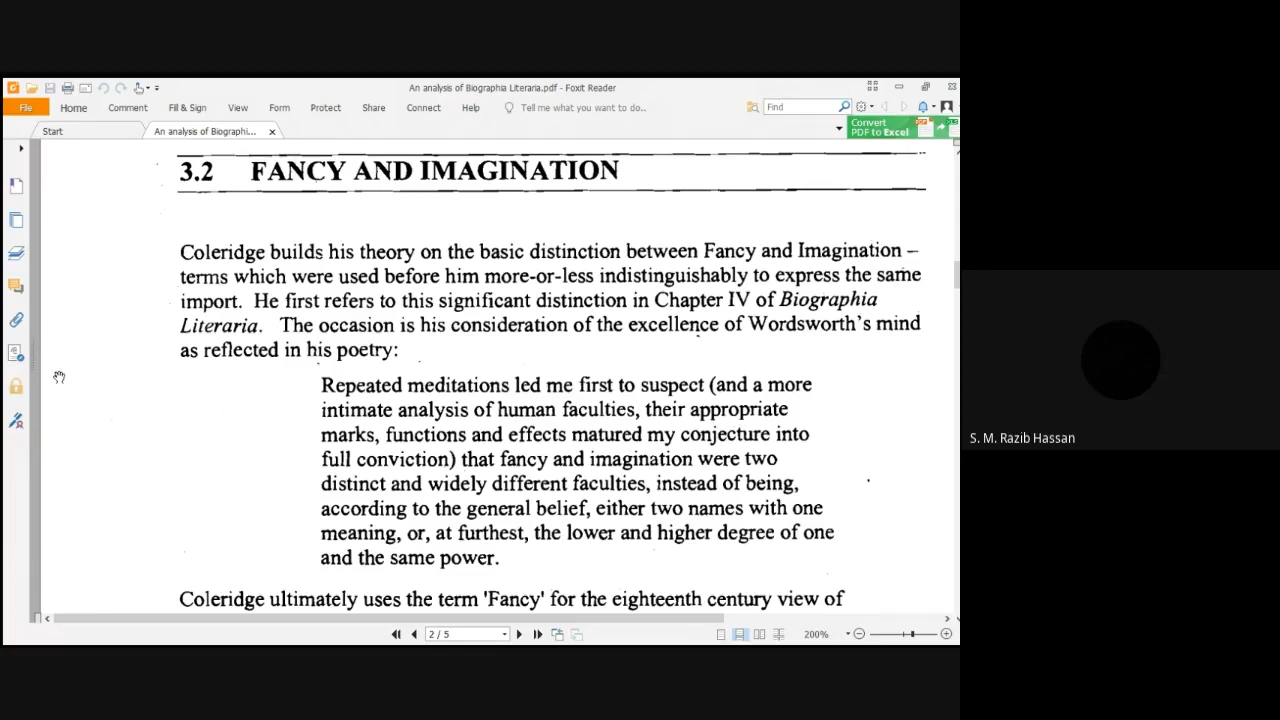 An analysis of Biographia Literaria.pdf - Foxit Reader
File Home Comment Fill & Sign View Form Protect Share Connect Help Tell me what you want to do.. Find
Start An analysis of Biographi... Convert
PDF to Excel
3.2 FANCY AND IMAGINATION
Coleridge builds his theory on the basic distinction between Fancy and Imagination –
terms which were used before him more-or-less indistinguishably to express the same
import. He first refers to this significant distinction in Chapter IV of Biographia
Literaria. The occasion is his consideration of the excellence of Wordsworth's mind
as reflected in his poetry:
Repeated meditations led me first to suspect (and a more
intimate analysis of human faculties, their appropriate
marks, functions and effects matured my conjecture into
full conviction) that fancy and imagination were two
distinct and widely different faculties, instead of being,
according to the general belief, either two names with one
meaning, or, at furthest, the lower and higher degree of one
and the same power.
Coleridge ultimately uses the term 'Fancy' for the eighteenth century view of
2 / 5 200%
S. M. Razib Hassan